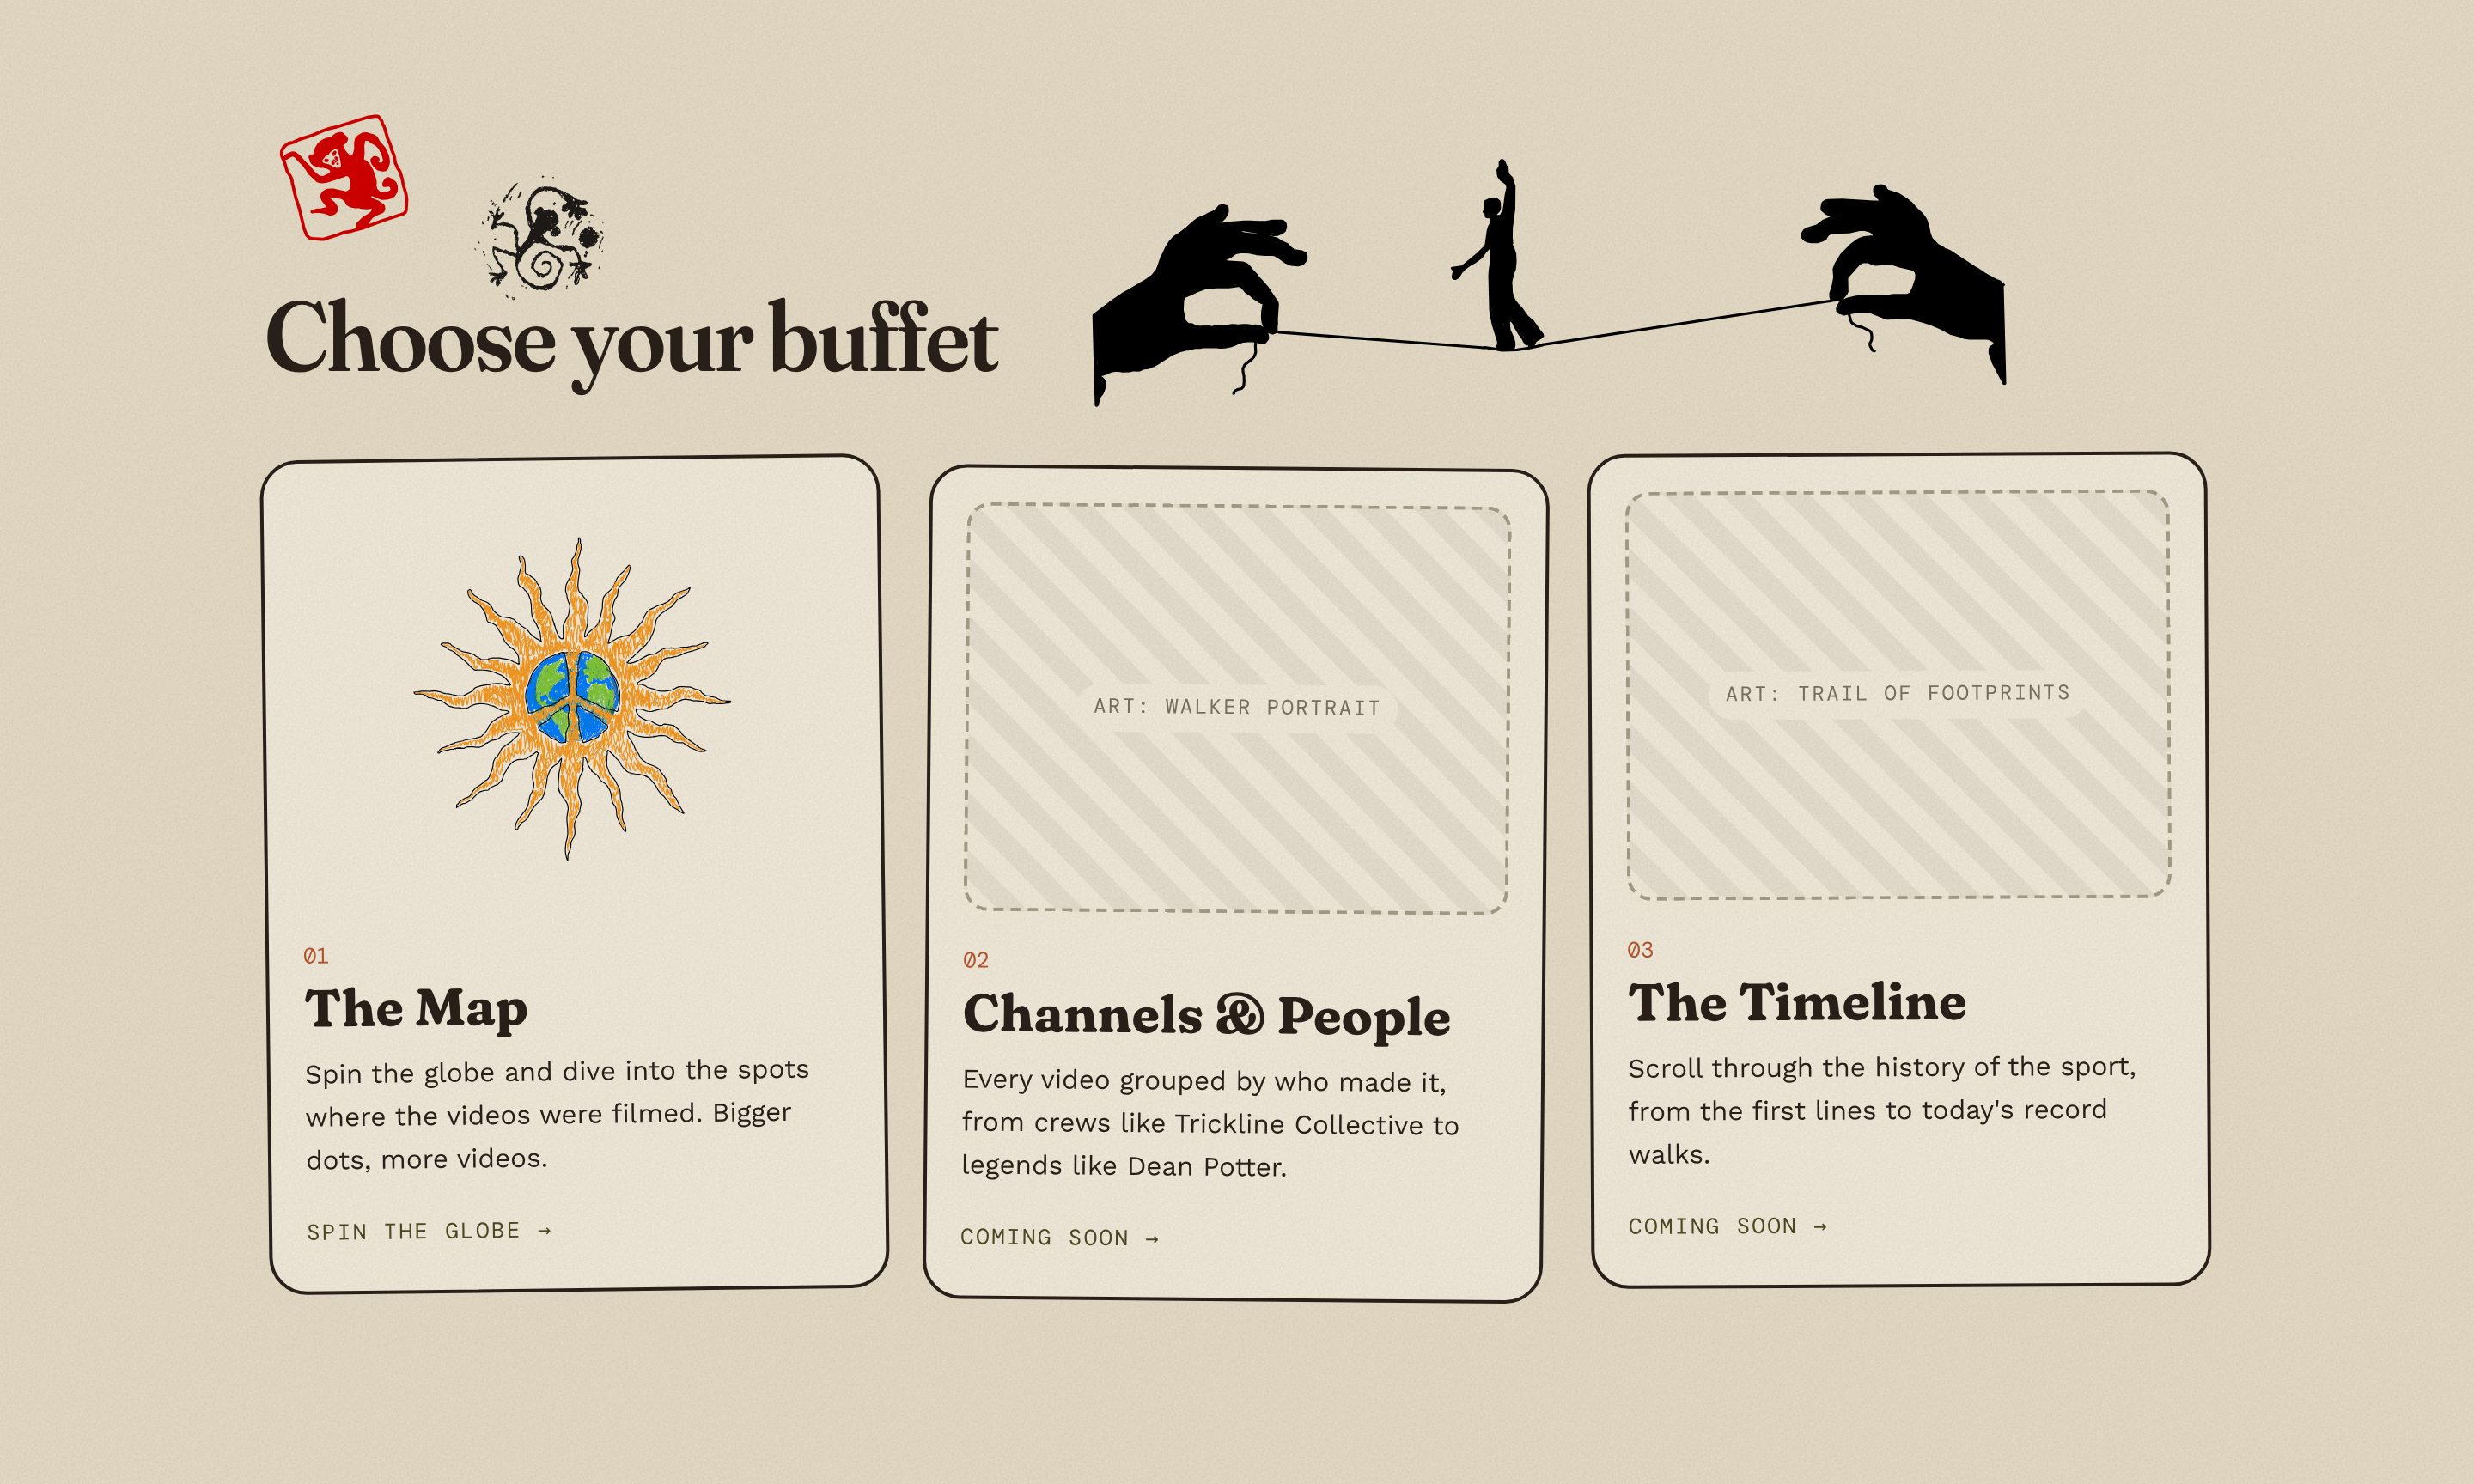 Choose your buffet
01
The Map
Spin the globe and dive into the spots
where the videos were filmed. Bigger
dots, more videos.
SPIN THE GLOBE →
ART: WALKER PORTRAIT
02
Channels & People
Every video grouped by who made it,
from crews like Trickline Collective to
legends like Dean Potter.
COMING SOON →
ART: TRAIL OF FOOTPRINTS
03
The Timeline
Scroll through the history of the sport,
from the first lines to today's record
walks.
COMING SOON →